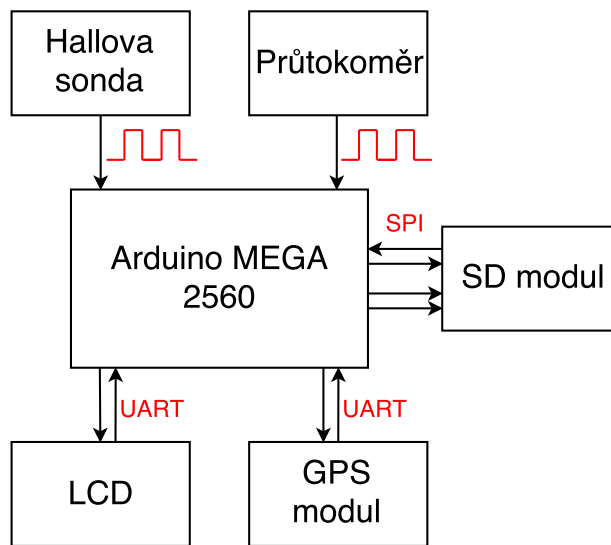 Hallova
sonda
Průtokoměr
SPI
Arduino MEGA
2560
SD modul
UART
UART
LCD
GPS
modul